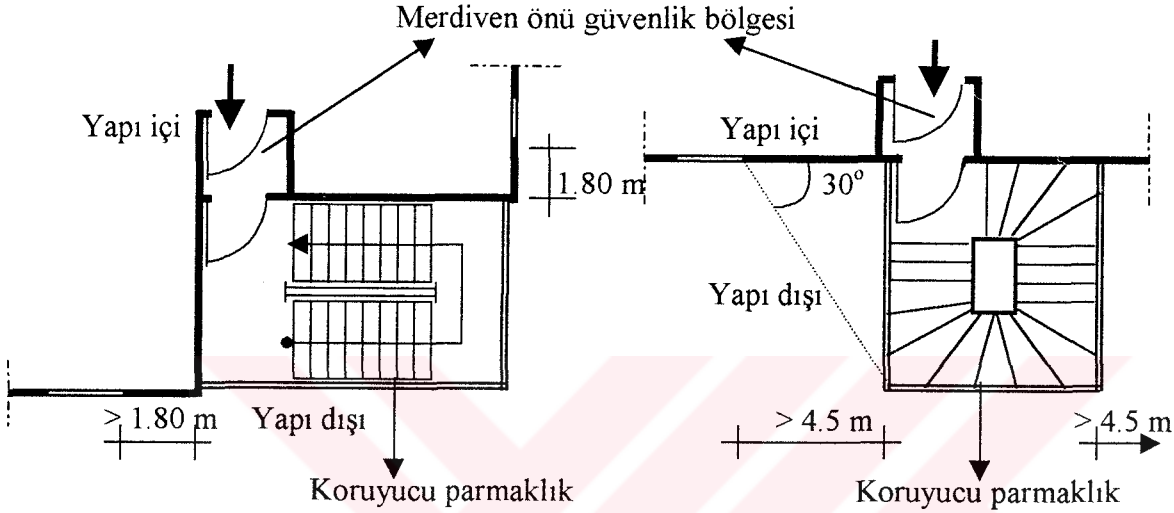 Merdiven önü güvenlik bölgesi
Yapı içi
1.80 m
> 1.80 m
Yapı dışı
Koruyucu parmaklık
Yapı içi
30°
Yapı dışı
> 4.5 m
> 4.5 m
Koruyucu parmaklık